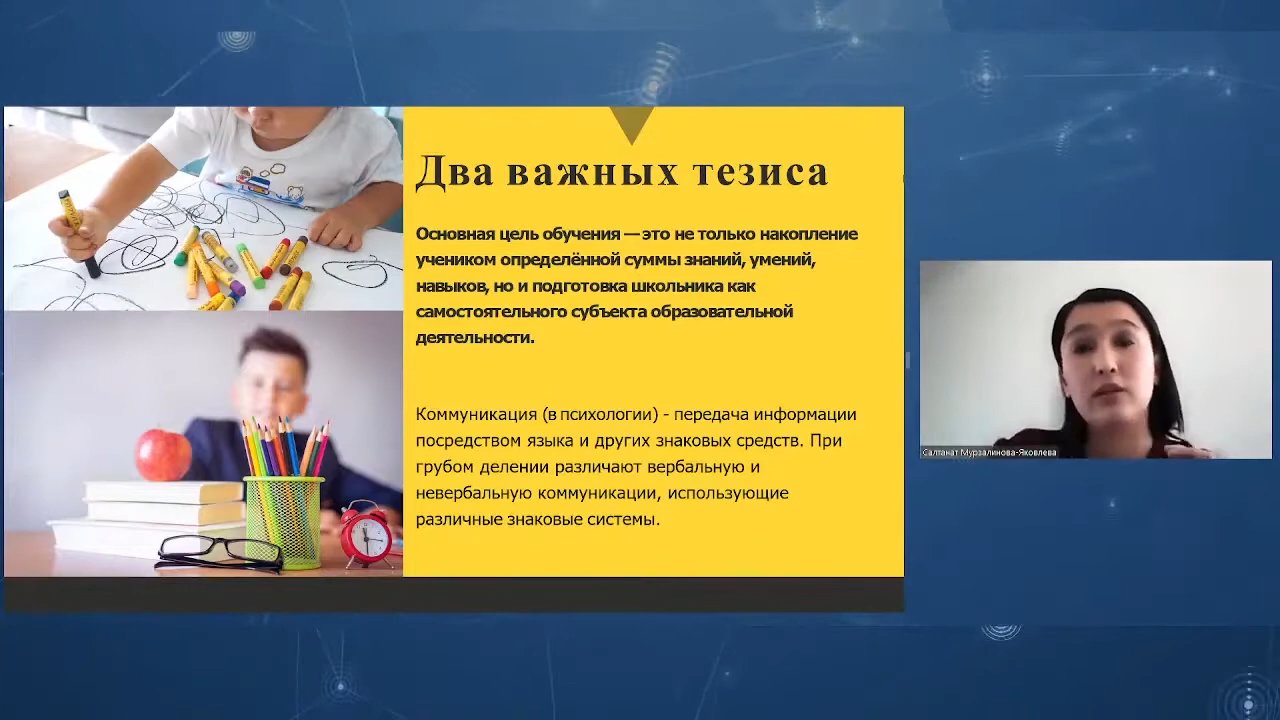 Два важных тезиса
Основная цель обучения — это не только накопление
учеником определённой суммы знаний, умений,
навыков, но и подготовка школьника как
самостоятельного субъекта образовательной
деятельности.
Коммуникация (в психологии) - передача информации
посредством языка и других знаковых средств. При
грубом делении различают вербальную и
невербальную коммуникации, использующие
различные знаковые системы.
Салтанат Мурзалинова-Яковлева